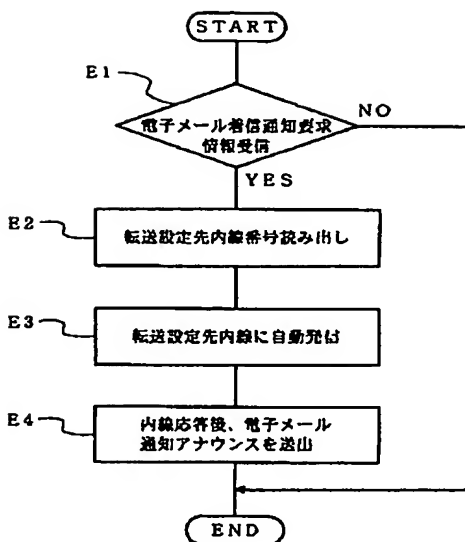 START
E1
電子メール着信通知要求
情報受信
NO
YES
E2
転送設定先内線番号読み出し
E3
転送設定先内線に自動発信
E4
内線応答後、電子メール
通知アナウンスを送出
END